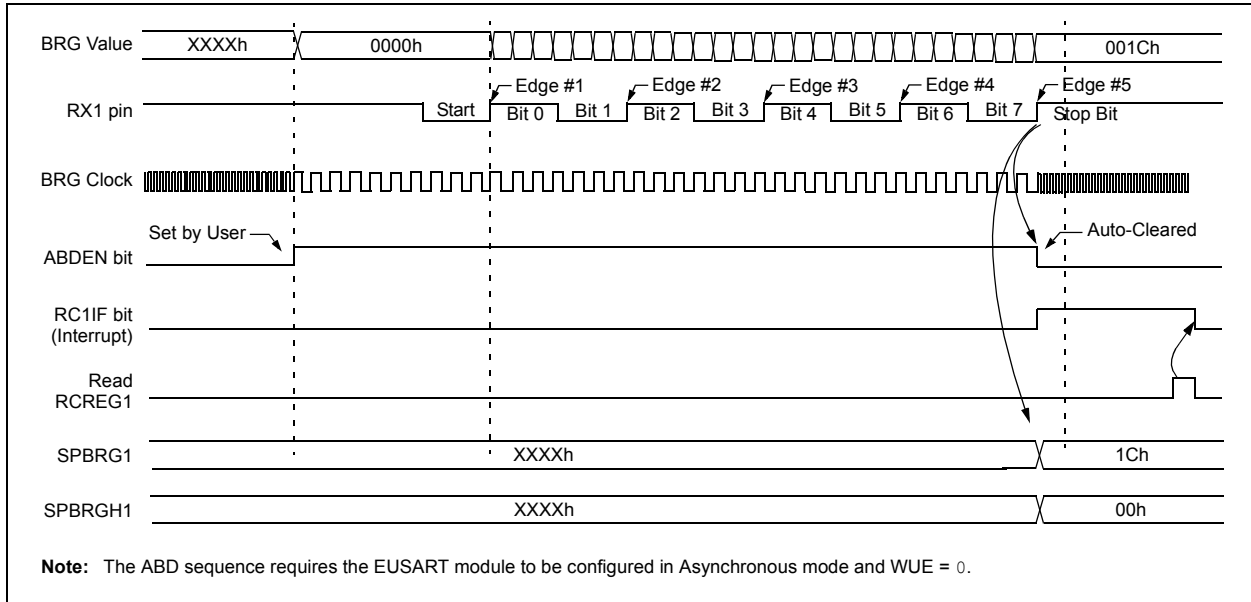 BRG Value XXXXh 0000h 001Ch
Edge #1 Edge #2 Edge #3 Edge #4 Edge #5
RX1 pin Start Bit 0 Bit 1 Bit 2 Bit 3 Bit 4 Bit 5 Bit 6 Bit 7 Stop Bit
BRG Clock
Set by User Auto-Cleared
ABDEN bit
RC1IF bit
(Interrupt)
Read
RCREG1
SPBRG1 XXXXh 1Ch
SPBRGH1 XXXXh 00h
Note: The ABD sequence requires the EUSART module to be configured in Asynchronous mode and WUE = 0.